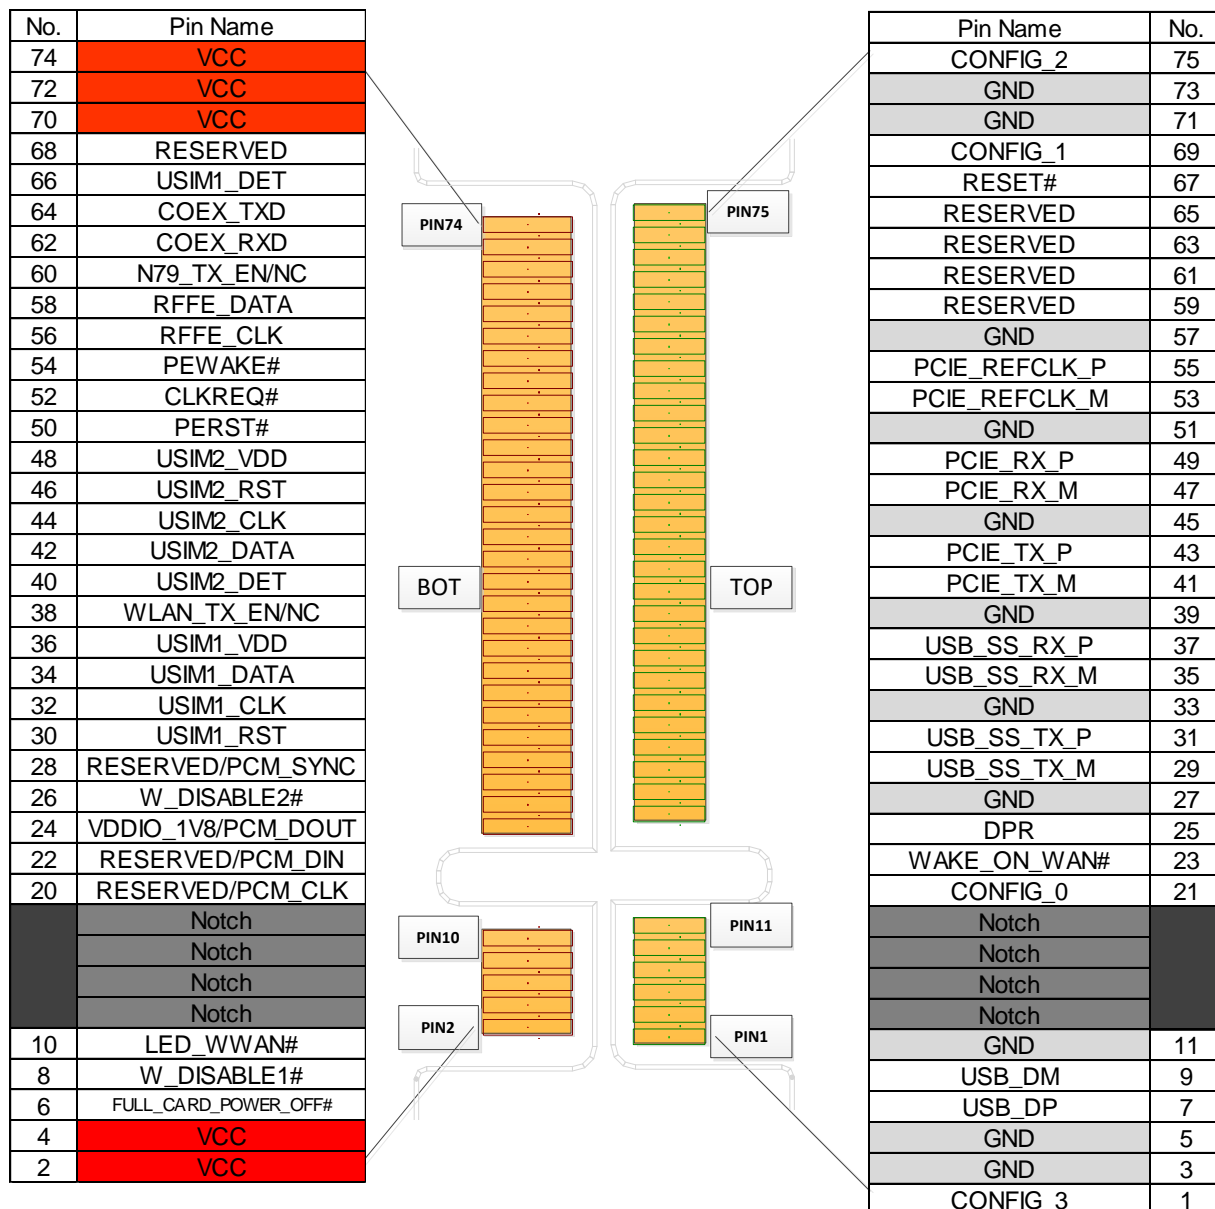 No. Pin Name
74 VCC
72 VCC
70 VCC
68 RESERVED
66 USIM1_DET
64 COEX_TXD
62 COEX_RXD
60 N79_TX_EN/NC
58 RFFE_DATA
56 RFFE_CLK
54 PEWAKE#
52 CLKREQ#
50 PERST#
48 USIM2_VDD
46 USIM2_RST
44 USIM2_CLK
42 USIM2_DATA
40 USIM2_DET
38 WLAN_TX_EN/NC
36 USIM1_VDD
34 USIM1_DATA
32 USIM1_CLK
30 USIM1_RST
28 RESERVED/PCM_SYNC
26 W_DISABLE2#
24 VDDIO_1V8/PCM_DOUT
22 RESERVED/PCM_DIN
20 RESERVED/PCM_CLK
Notch
Notch
Notch
Notch
10 LED_WWAN#
8 W_DISABLE1#
6 FULL_CARD_POWER_OFF#
4 VCC
2 VCC
PIN74
PIN75
BOT
TOP
PIN10
PIN11
PIN2
PIN1
Pin Name No.
CONFIG_2 75
GND 73
GND 71
CONFIG_1 69
RESET# 67
RESERVED 65
RESERVED 63
RESERVED 61
RESERVED 59
GND 57
PCIE_REFCLK_P 55
PCIE_REFCLK_M 53
GND 51
PCIE_RX_P 49
PCIE_RX_M 47
GND 45
PCIE_TX_P 43
PCIE_TX_M 41
GND 39
USB_SS_RX_P 37
USB_SS_RX_M 35
GND 33
USB_SS_TX_P 31
USB_SS_TX_M 29
GND 27
DPR 25
WAKE_ON_WAN# 23
CONFIG_0 21
Notch
Notch
Notch
Notch
GND 11
USB_DM 9
USB_DP 7
GND 5
GND 3
CONFIG_3 1